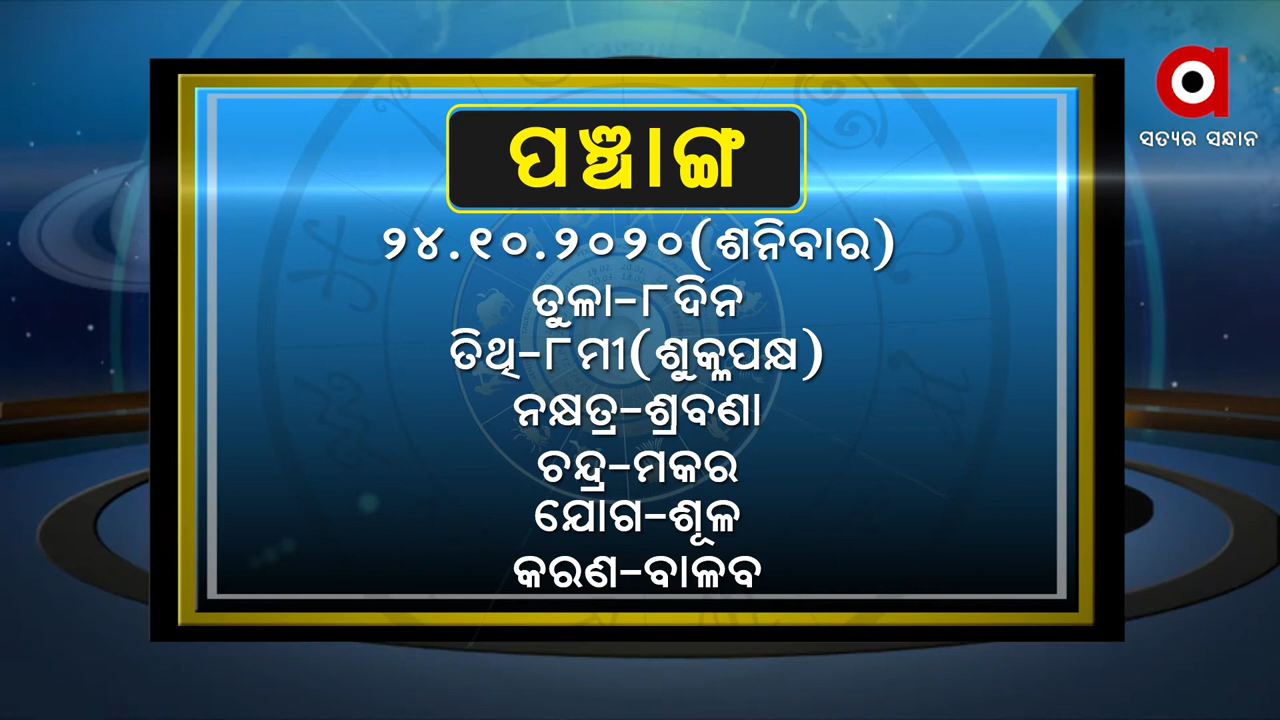 ପଞ୍ଚାଙ୍ଗ
ସତ୍ୟର ସନ୍ଧାନ
୨୪.୧୦.୨୦୨୦(ଶନିବାର)
ତୁଳା-୮ଦିନ
ତିଥି-୮ମୀ(ଶୁକ୍ଳପକ୍ଷ)
ନକ୍ଷତ୍ର-ଶ୍ରବଣା
ଚନ୍ଦ୍ର-ମକର
ଯୋଗ-ଶୂଳ
କରଣ-ବାଳବ